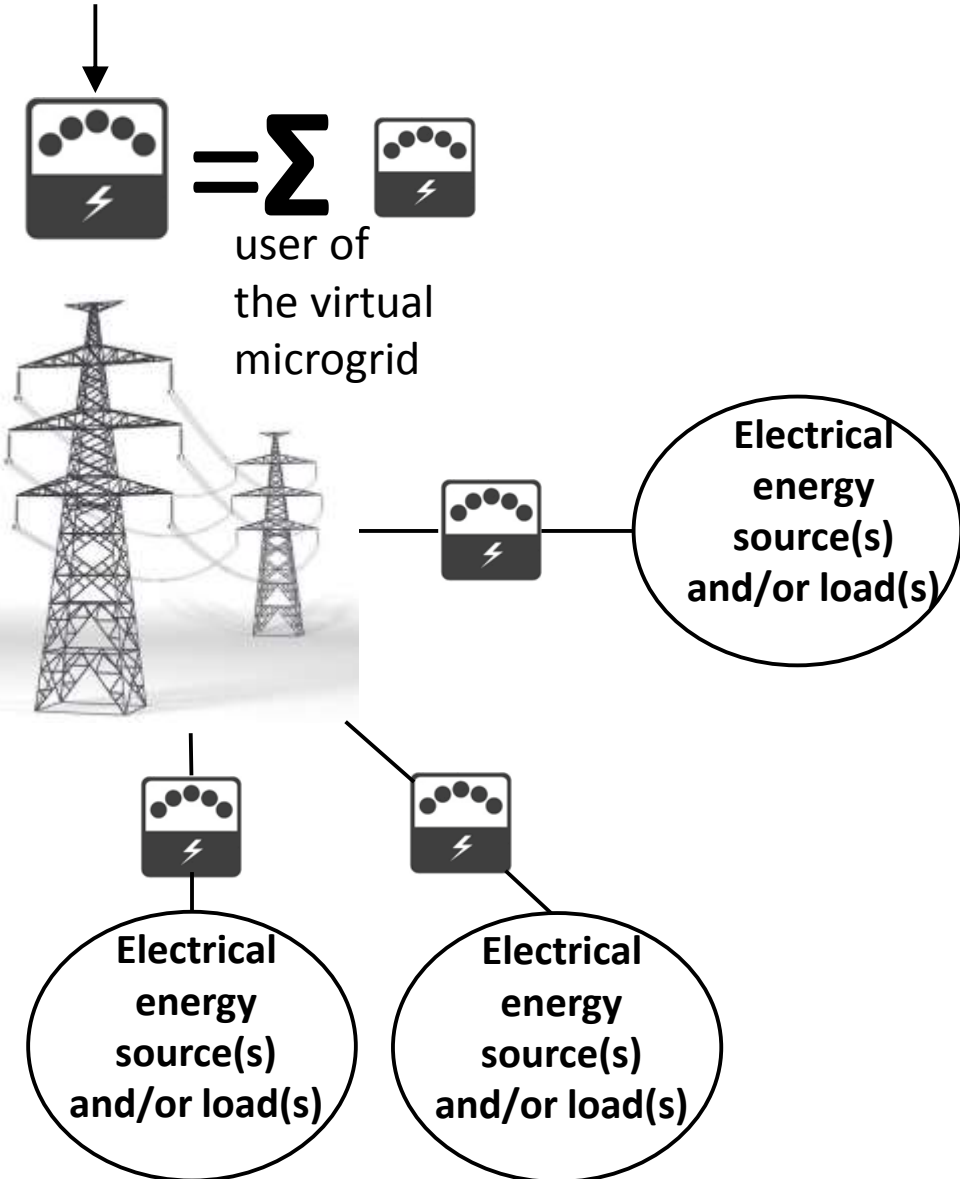 =Σ
user of
the virtual
microgrid
Electrical
energy
source(s)
and/or load(s)
Electrical
energy
source(s)
and/or load(s)
Electrical
energy
source(s)
and/or load(s)